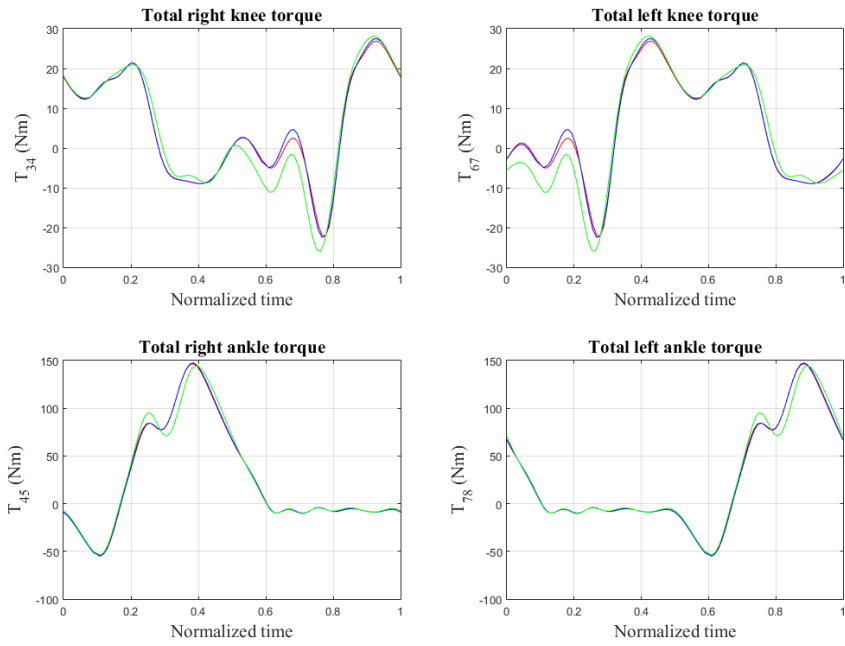 Total right knee torque
30
20
10
0
-10
-20
-30
T34 (Nm)
0 0.2 0.4 0.6 0.8 1
Normalized time
Total left knee torque
30
20
10
0
-10
-20
-30
T67 (Nm)
0 0.2 0.4 0.6 0.8 1
Normalized time
Total right ankle torque
150
100
50
0
-50
-100
T45 (Nm)
0 0.2 0.4 0.6 0.8 1
Normalized time
Total left ankle torque
150
100
50
0
-50
-100
T78 (Nm)
0 0.2 0.4 0.6 0.8 1
Normalized time